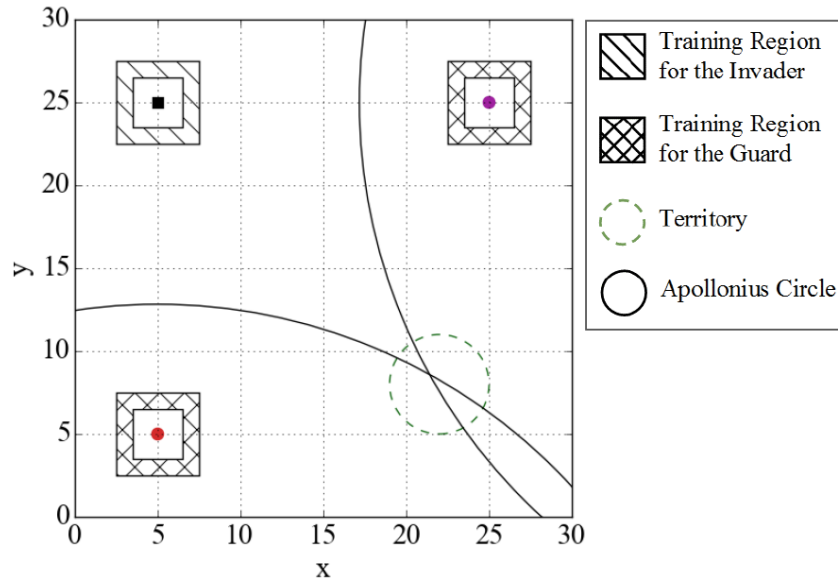 30
25
20
15
10
5
0
y
0
5
10
15
20
25
30
x
Training Region
for the Invader
Training Region
for the Guard
Territory
Apollonius Circle